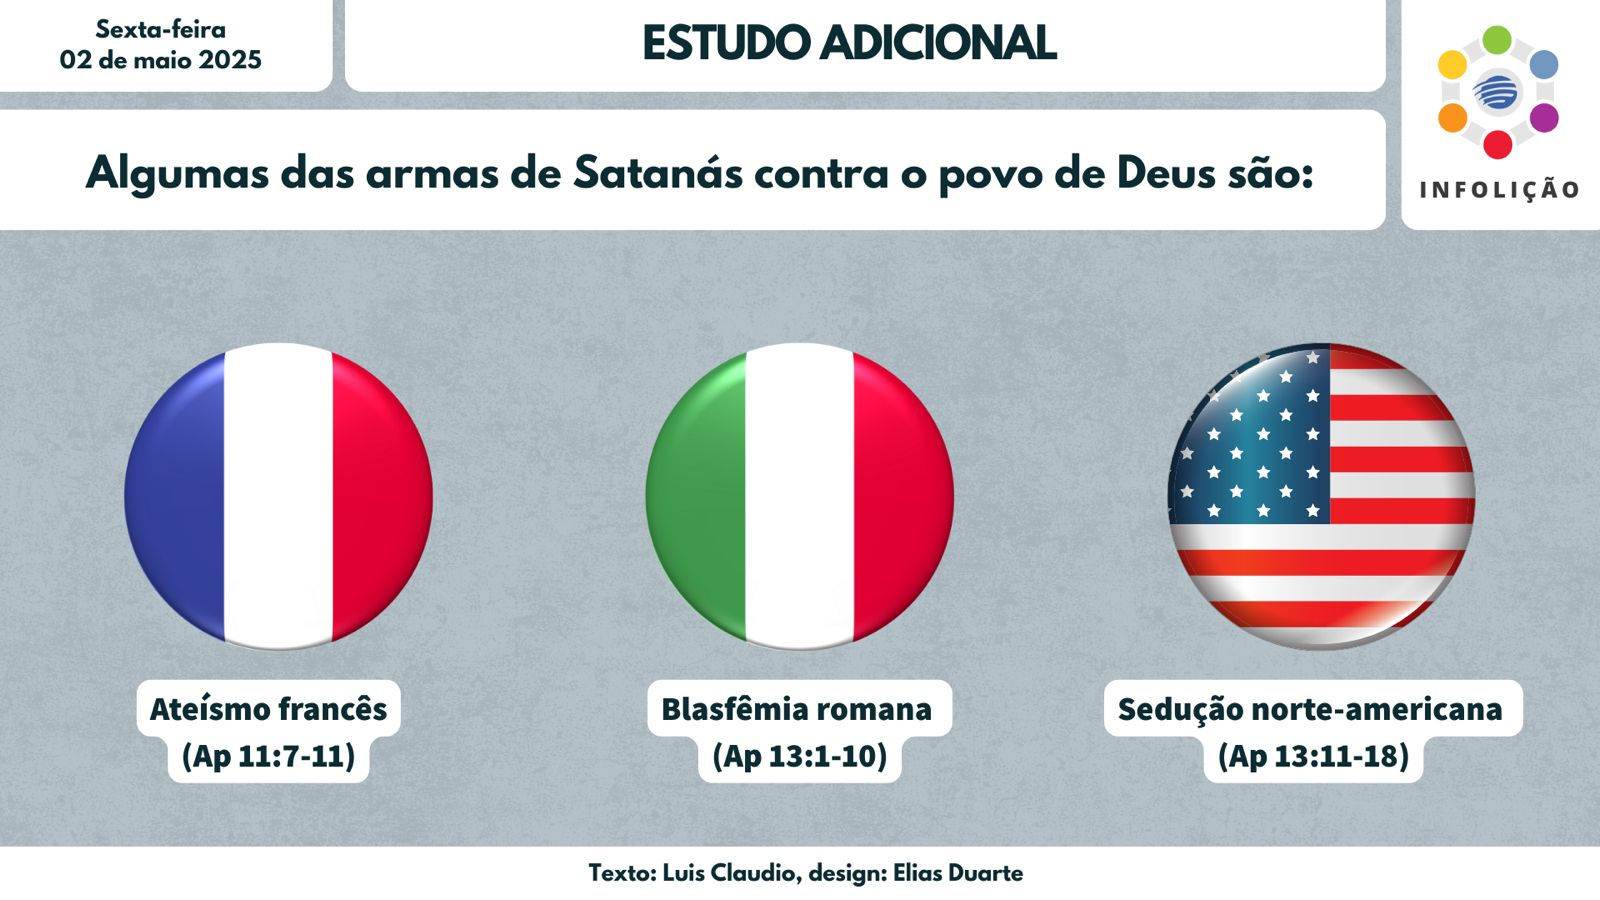 Sexta-feira
02 de maio 2025
ESTUDO ADICIONAL
Algumas das armas de Satanás contra o povo de Deus são:
INFOLIÇÃO
Ateísmo francês
(Ap 11:7-11)
Blasfêmia romana
(Ap 13:1-10)
Sedução norte-americana
(Ap 13:11-18)
Texto: Luis Claudio, design: Elias Duarte